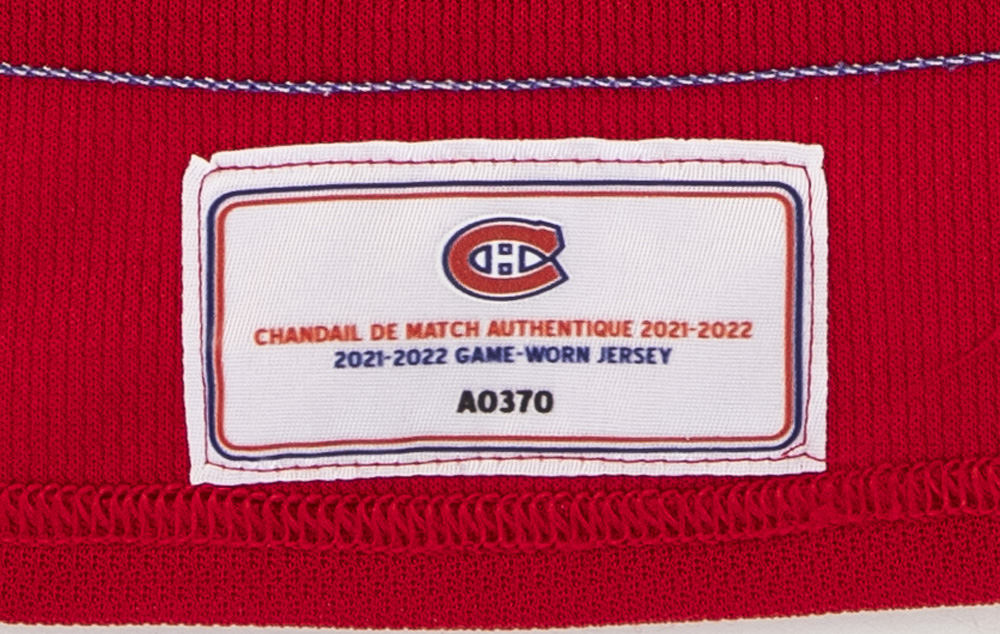 CHANDAIL DE MATCH AUTHENTIQUE 2021-2022
2021-2022 GAME-WORN JERSEY
A0370